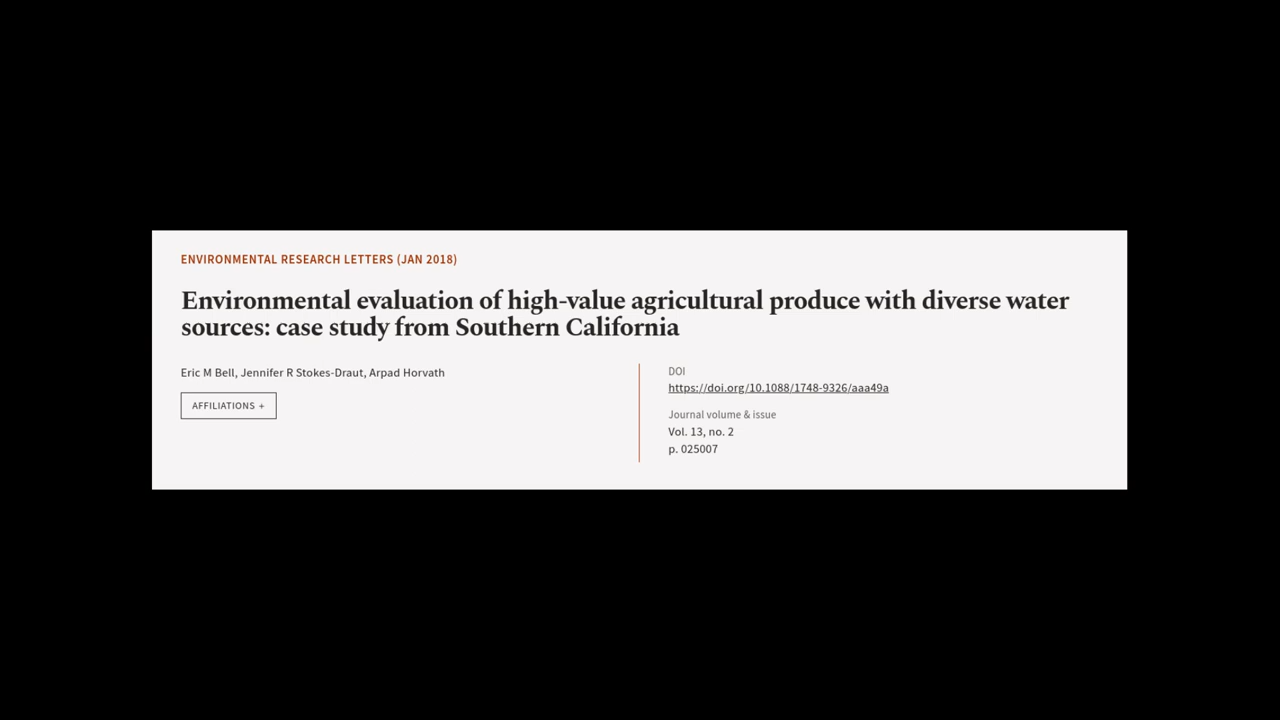 ENVIRONMENTAL RESEARCH LETTERS (JAN 2018)
Environmental evaluation of high-value agricultural produce with diverse water
sources: case study from Southern California
Eric M Bell, Jennifer R Stokes-Draut, Arpad Horvath
AFFILIATIONS +
DOI
https://doi.org/10.1088/1748-9326/aaa49a
Journal volume & issue
Vol. 13, no. 2
p. 025007